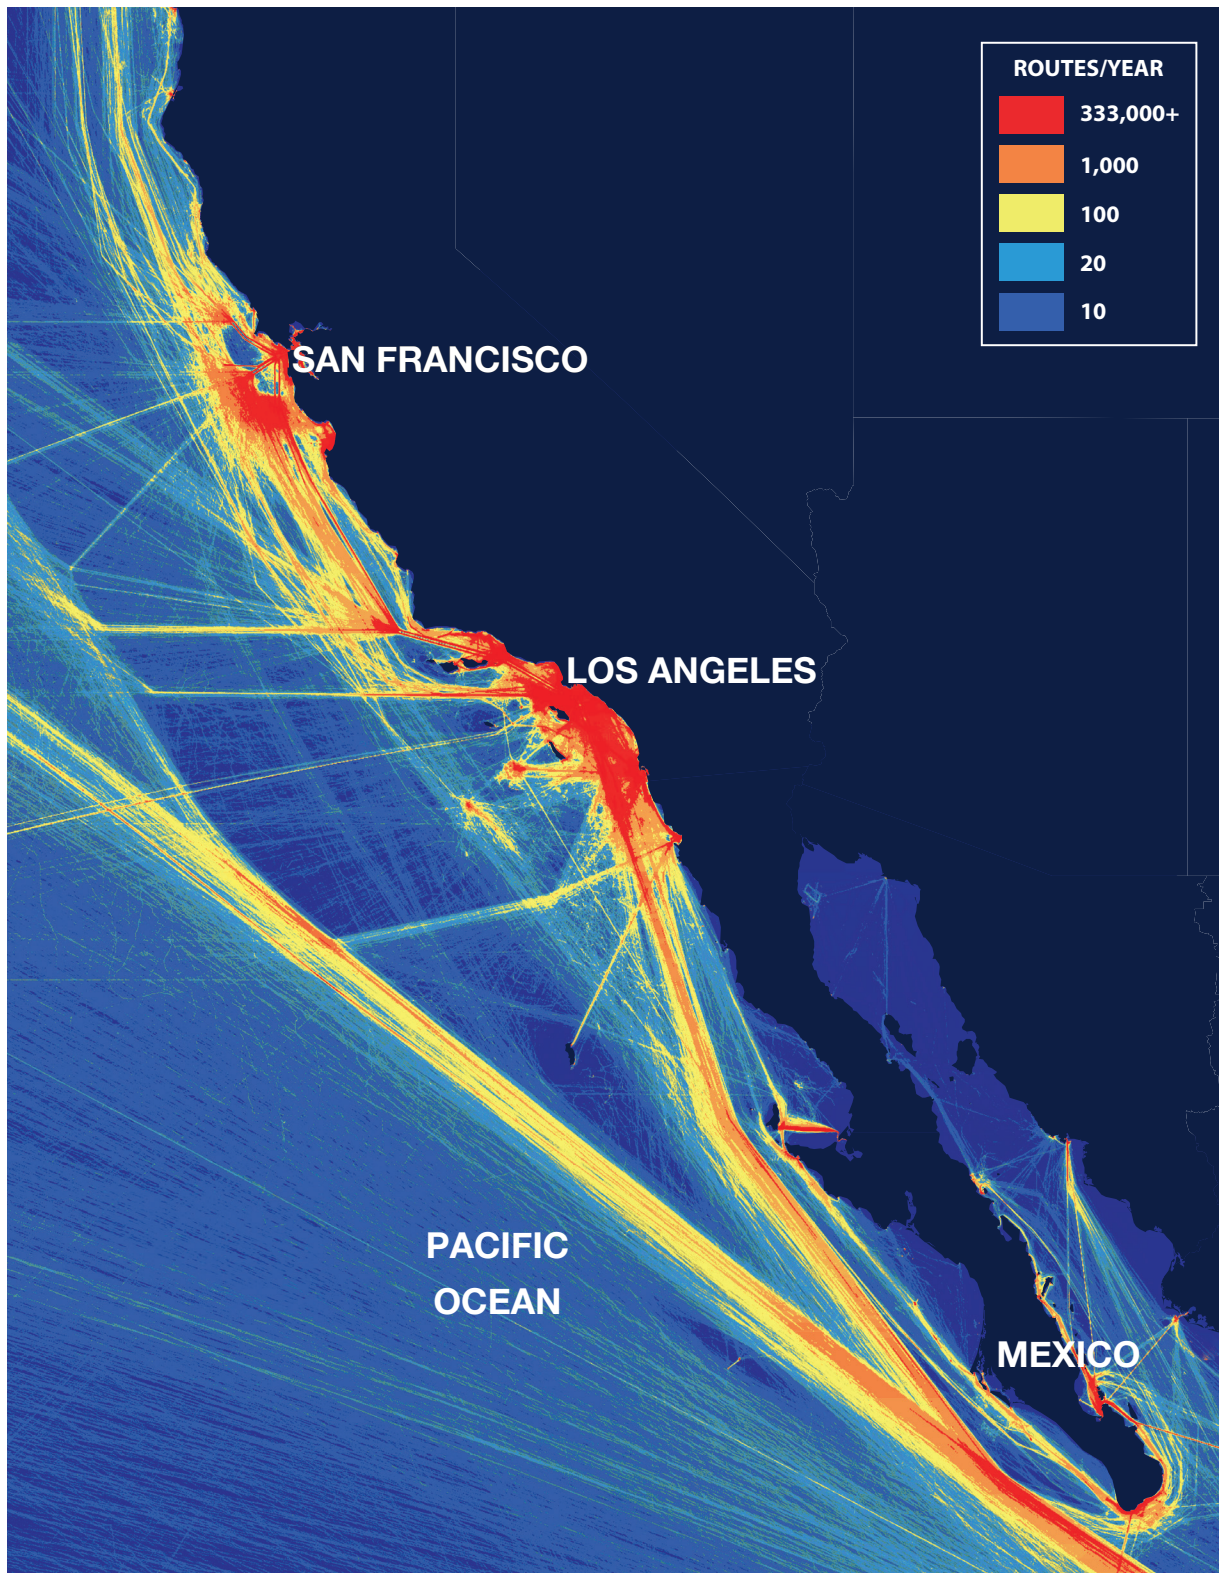 ROUTES/YEAR
333,000+
1,000
100
20
10
SAN FRANCISCO
LOS ANGELES
PACIFIC
OCEAN
MEXICO